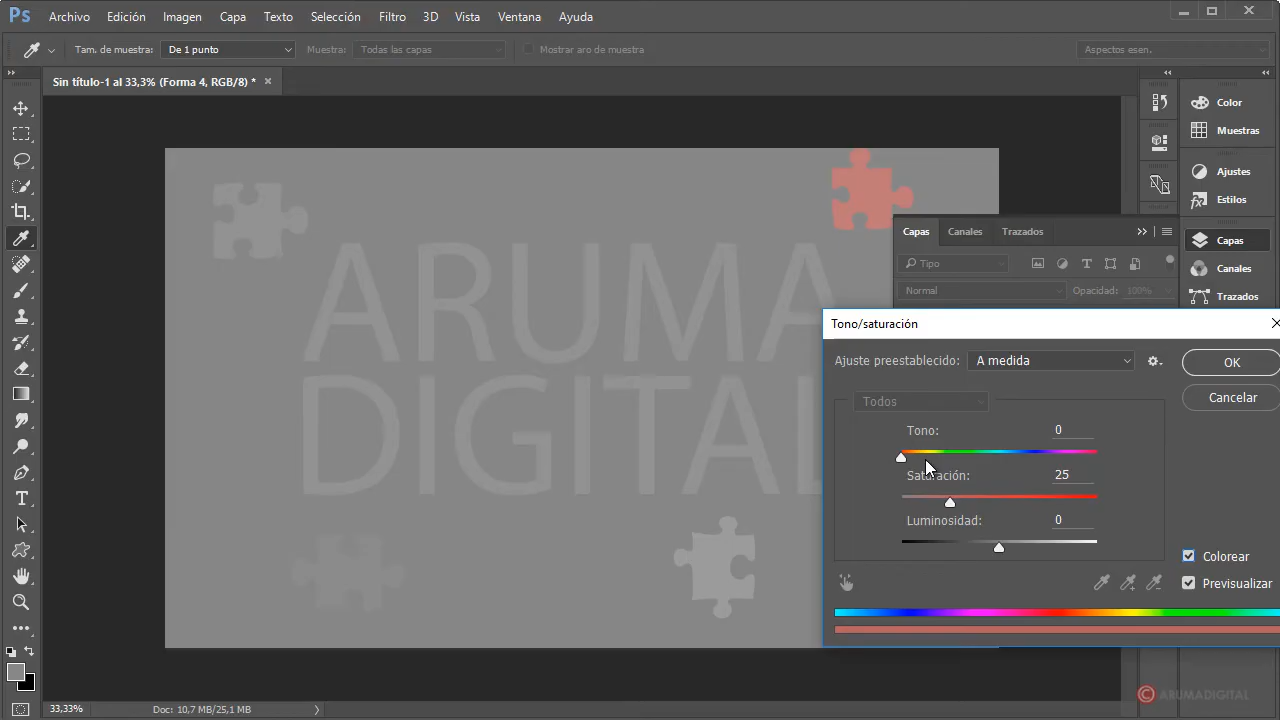 Ps Archivo Edición Imagen Capa Texto Selección Filtro 3D Vista Ventana Ayuda
Tam. de muestra: De 1 punto Muestra: Todas las capas Mostrar aro de muestra Aspectos esen.
Sin título-1 al 33,3% (Forma 4, RGB/8) *
Color
Muestras
Ajustes
Estilos
Capas
Canales
Trazados
Capas Canales Trazados
Tipo
Normal Opacidad: 100%
ARUMA
DIGITAL
Tono/saturación
Ajuste preestablecido: A medida OK
Todos Cancelar
Tono: 0
Saturación: 25
Luminosidad: 0
Colorear
Previsualizar
© ARUMADIGITAL
33,33% Doc: 10,7 MB/25,1 MB